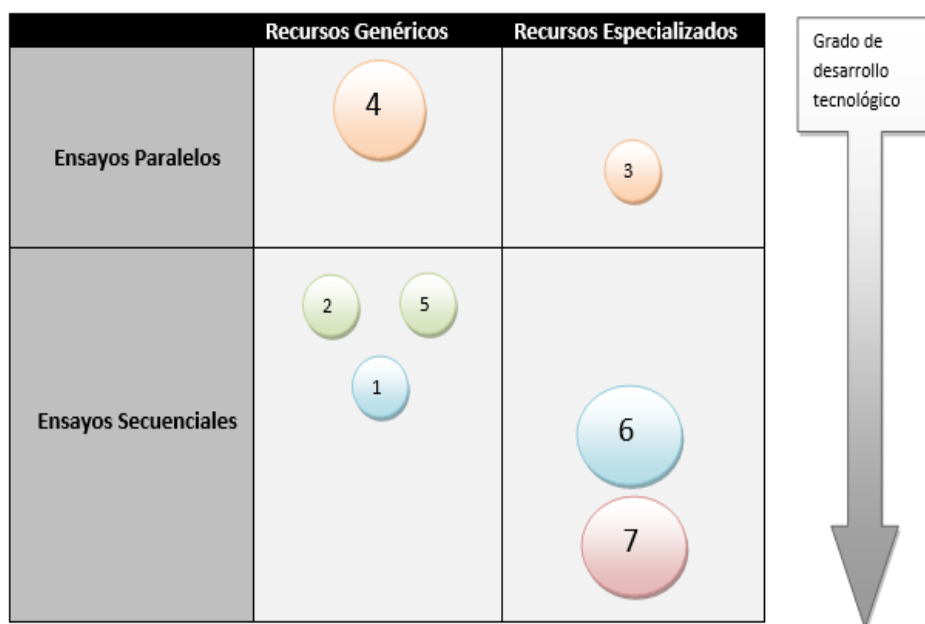 Recursos Genéricos
Recursos Especializados
Grado de
desarrollo
tecnológico
Ensayos Paralelos
4
3
2
5
1
Ensayos Secuenciales
6
7